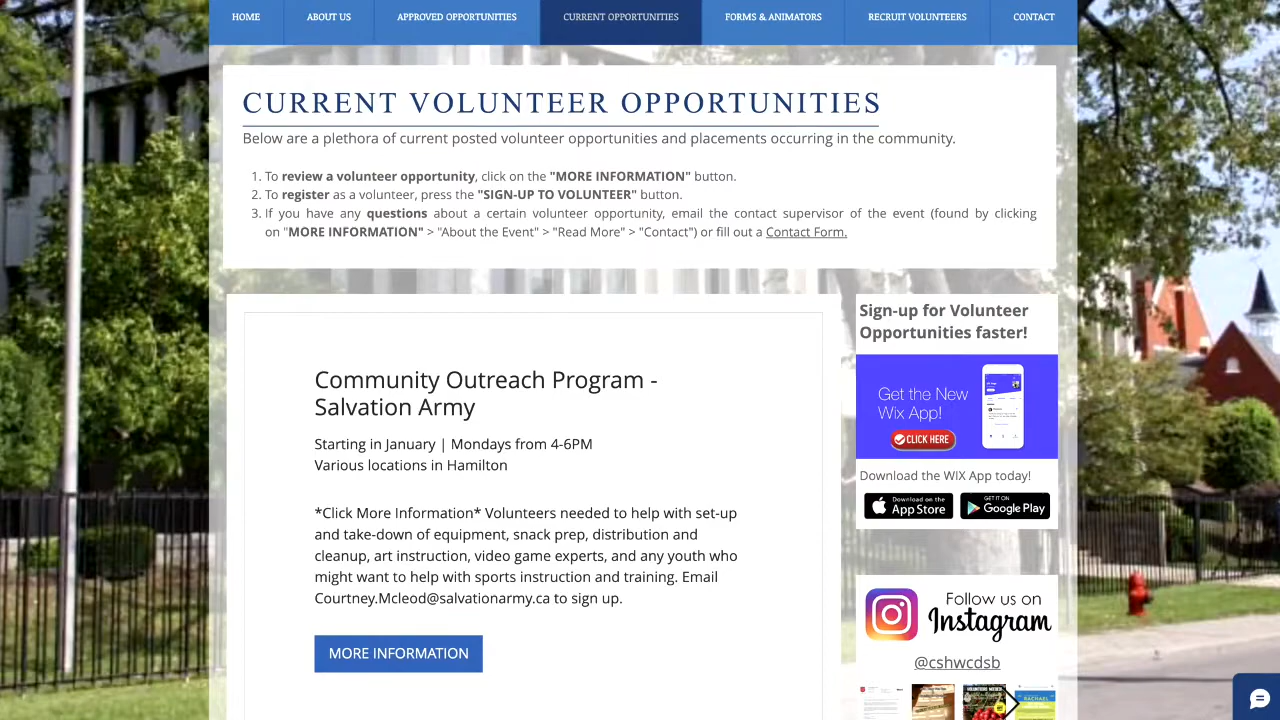 HOME
ABOUT US
APPROVED OPPORTUNITIES
CURRENT OPPORTUNITIES
FORMS & ANIMATORS
RECRUIT VOLUNTEERS
CONTACT
CURRENT VOLUNTEER OPPORTUNITIES
Below are a plethora of current posted volunteer opportunities and placements occurring in the community.
1. To review a volunteer opportunity, click on the "MORE INFORMATION" button.
2. To register as a volunteer, press the "SIGN-UP TO VOLUNTEER" button.
3. If you have any questions about a certain volunteer opportunity, email the contact supervisor of the event (found by clicking
on "MORE INFORMATION" > "About the Event" > "Read More" > "Contact") or fill out a Contact Form.
Community Outreach Program -
Salvation Army
Starting in January | Mondays from 4-6PM
Various locations in Hamilton
*Click More Information* Volunteers needed to help with set-up
and take-down of equipment, snack prep, distribution and
cleanup, art instruction, video game experts, and any youth who
might want to help with sports instruction and training. Email
Courtney.Mcleod@salvationarmy.ca to sign up.
MORE INFORMATION
Sign-up for Volunteer
Opportunities faster!
Get the New
Wix App!
CLICK HERE
Download the WIX App today!
Download on the
App Store
GET IT ON
Google Play
Follow us on
Instagram
@cshwcdsb
VOLUNTEERS NEEDED
RACHAEL